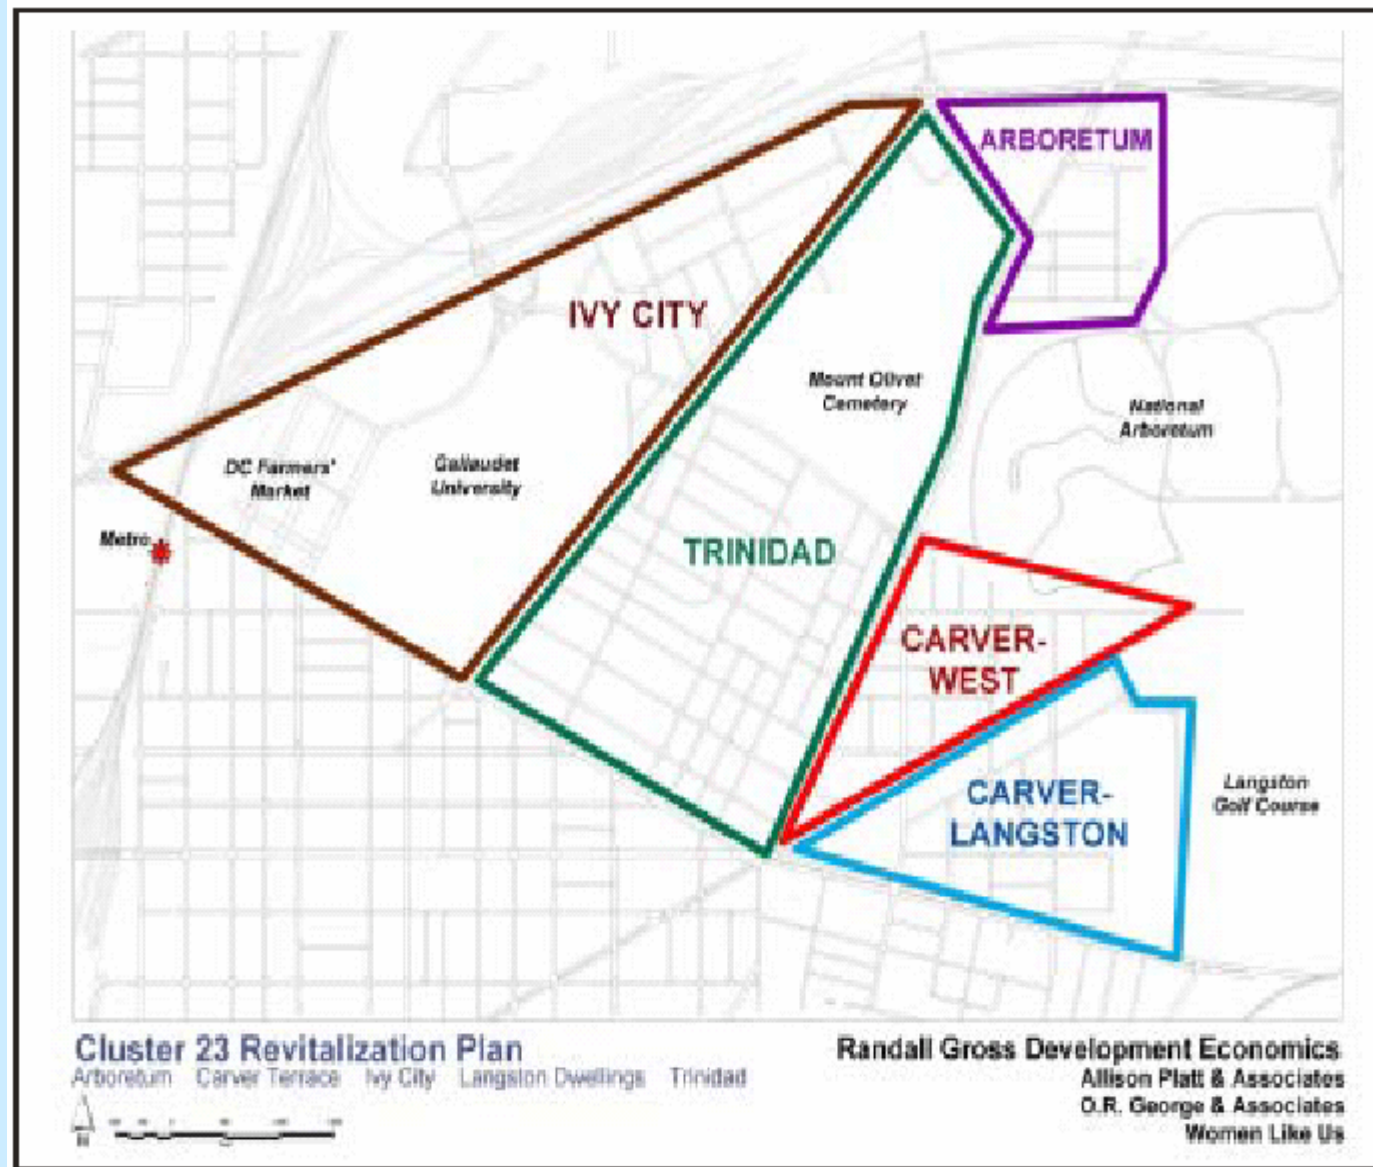 ARBORETUM
IVY CITY
Mount Olivet
Cemetery
National
Arboretum
DC Farmers'
Market
Gallaudet
University
Metro
TRINIDAD
CARVER-
WEST
CARVER-
LANGSTON
Langston
Golf Course
Cluster 23 Revitalization Plan
Arboretum Carver Terrace Ivy City Langston Dwellings Trinidad
N
Randall Gross Development Economics
Allison Platt & Associates
O.R. George & Associates
Women Like Us